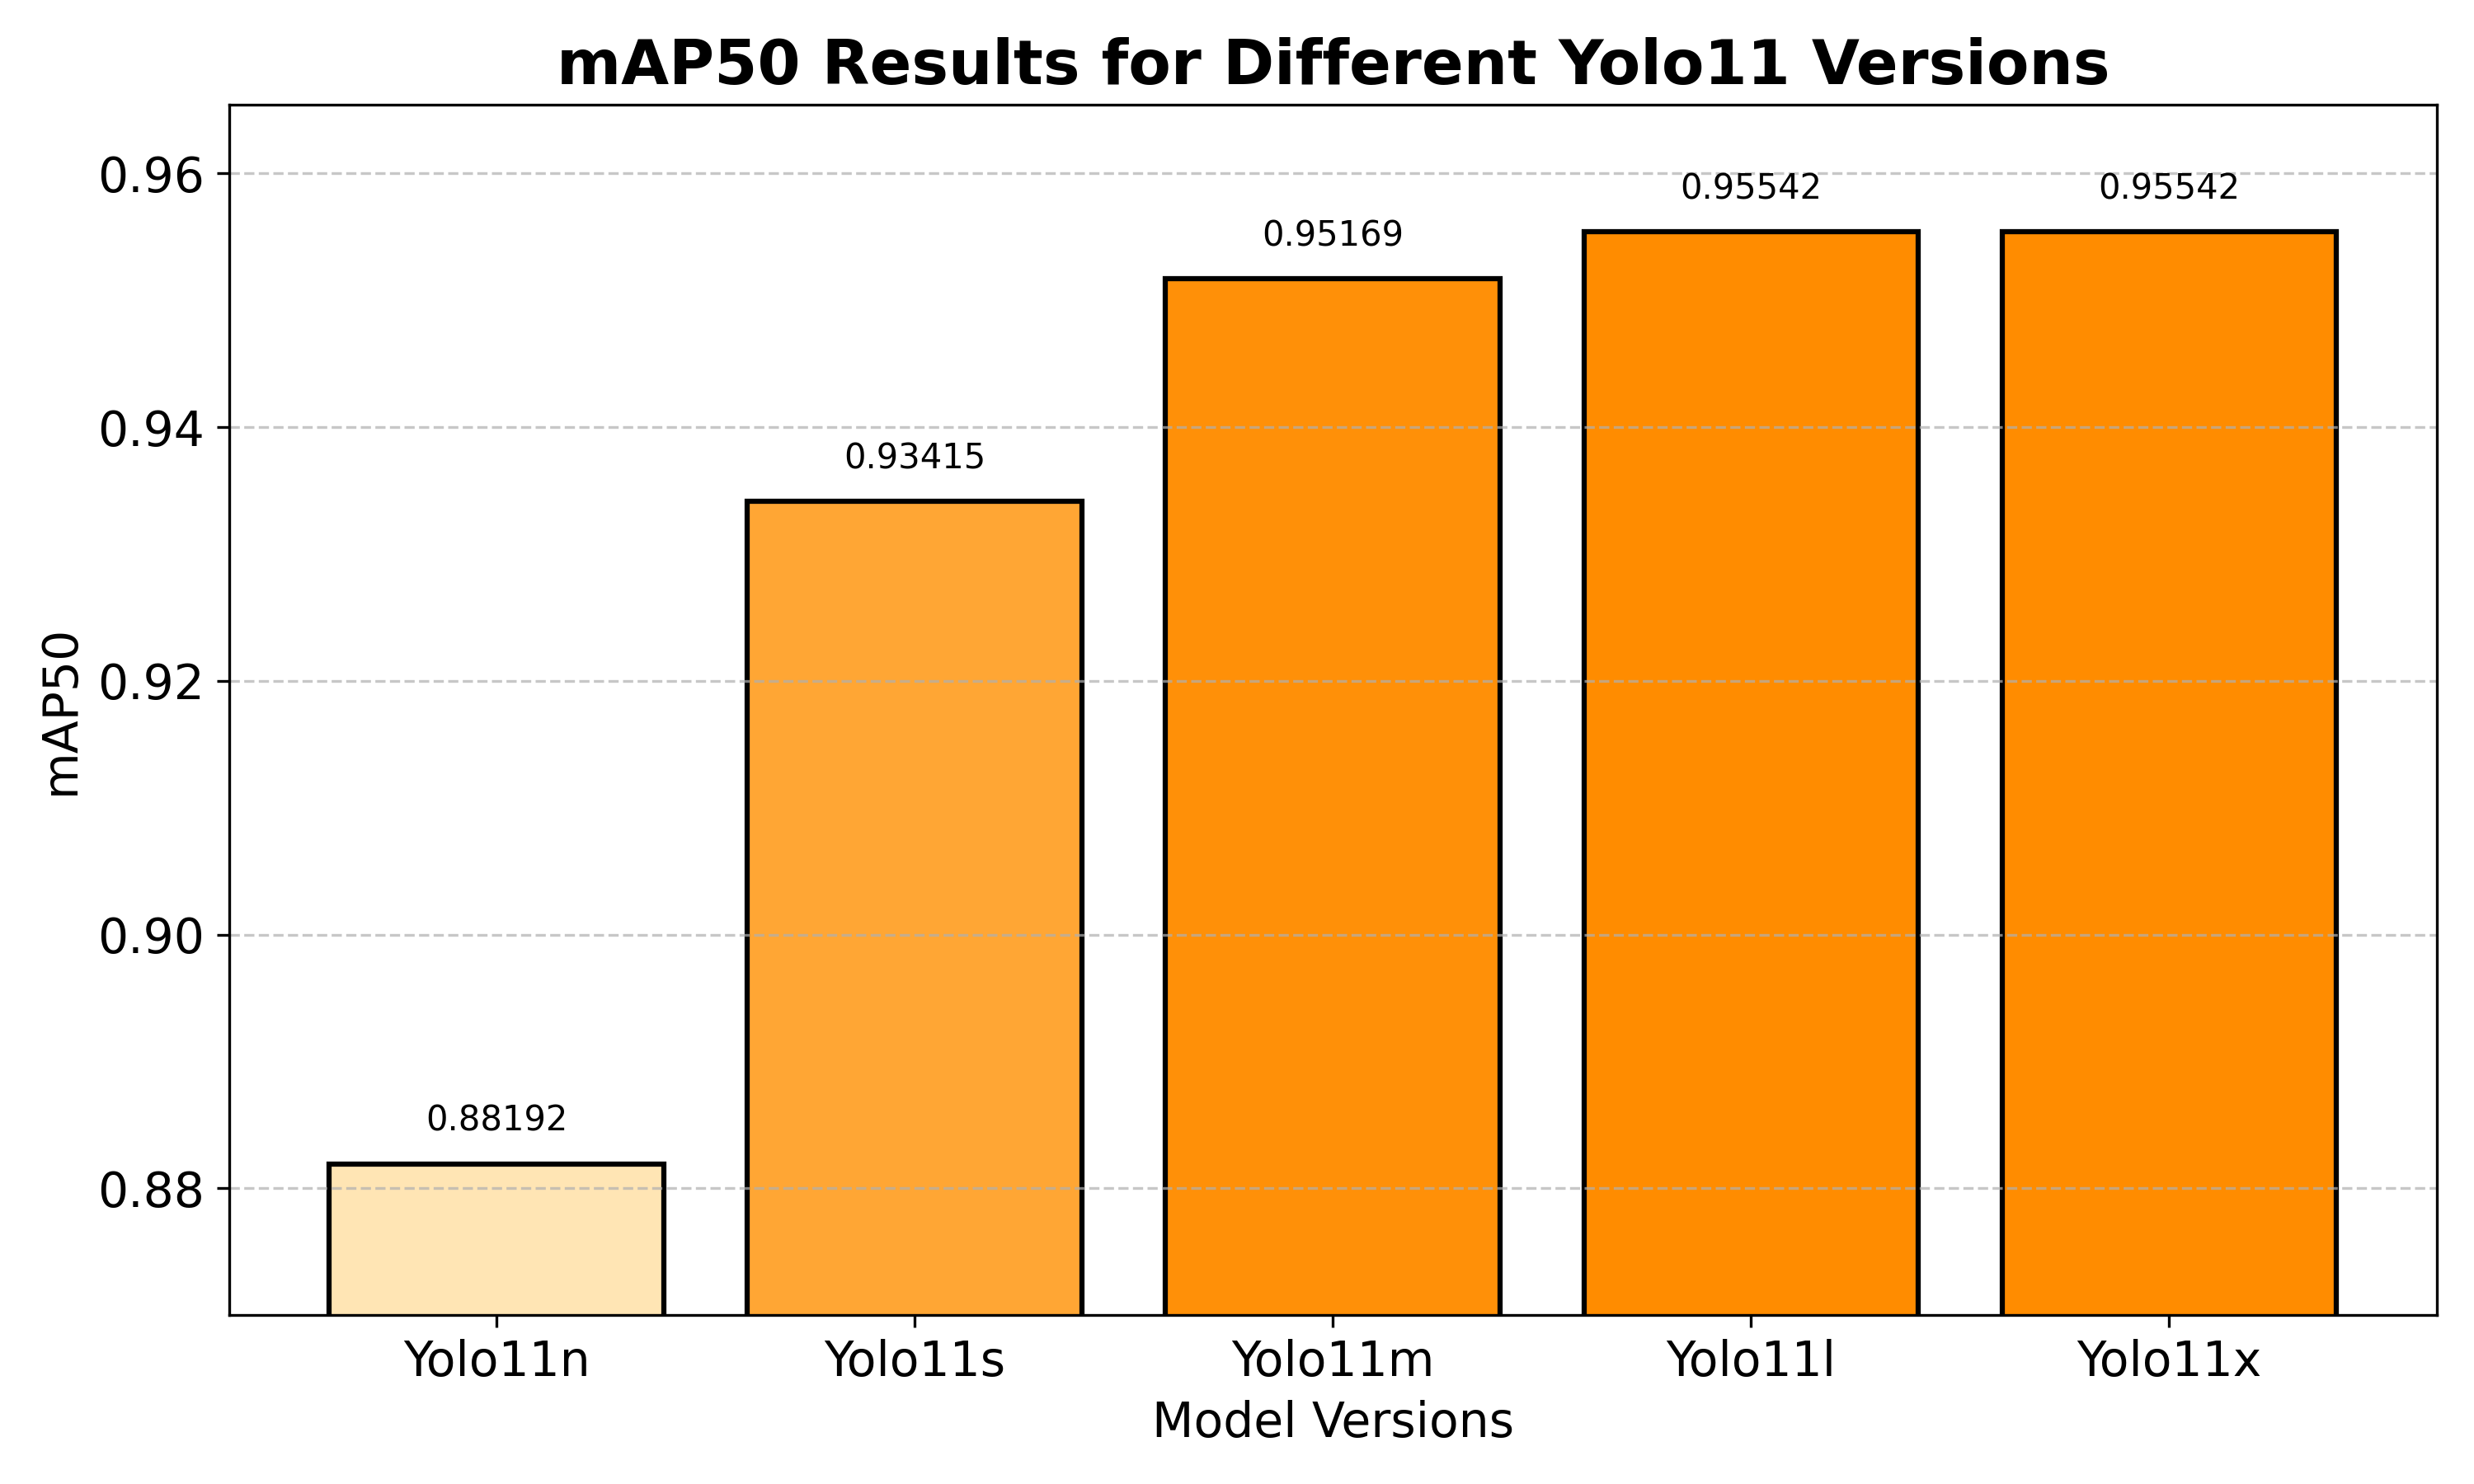 mAP50 Results for Different Yolo11 Versions
0.96
0.94
0.92
0.90
0.88
mAP50
0.88192
0.93415
0.95169
0.95542
0.95542
Yolo11n
Yolo11s
Yolo11m
Yolo11l
Yolo11x
Model Versions